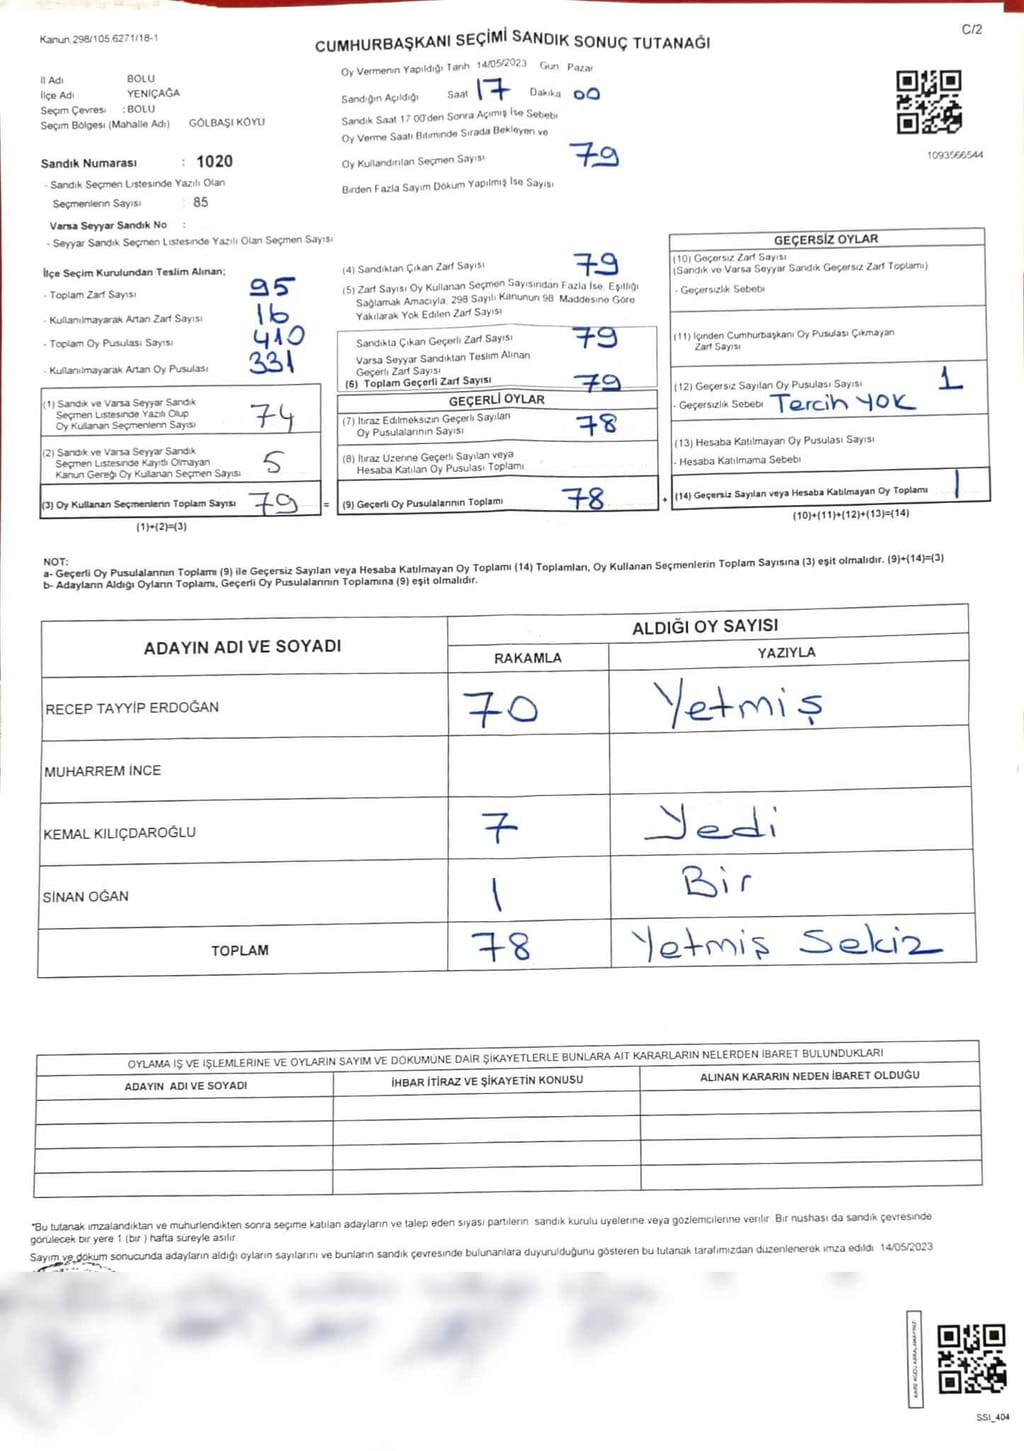 Kanun.298/105.6271/18-1
C/2
CUMHURBAŞKANI SEÇİMİ SANDIK SONUÇ TUTANAĞI
İl Adı BOLU
İlçe Adı YENİÇAĞA
Seçim Çevresi : BOLU
Seçim Bölgesi (Mahalle Adı) GÖLBAŞI KÖYÜ
Sandık Numarası : 1020
- Sandık Seçmen Listesinde Yazılı Olan
Seçmenlerin Sayısı : 85
Varsa Seyyar Sandık No :
- Seyyar Sandık Seçmen Listesinde Yazılı Olan Seçmen Sayısı
Oy Vermenin Yapıldığı Tarih 14/05/2023 Gün Pazar
Sandığın Açıldığı Saat 17 Dakika 00
Sandık Saat 17 00'den Sonra Açımış İse Sebebi
Oy Verme Saati Bitiminde Sırada Bekleyen ve
Oy Kullandırılan Seçmen Sayısı 79
Birden Fazla Sayım Döküm Yapılmış İse Sayısı
1093566544
İlçe Seçim Kurulundan Teslim Alınan;
- Toplam Zarf Sayısı 95
- Kullanılmayarak Artan Zarf Sayısı 16
- Toplam Oy Pusulası Sayısı 410
- Kullanılmayarak Artan Oy Pusulası 331
(1) Sandık ve Varsa Seyyar Sandık
Seçmen Listesinde Yazılı Olup
Oy Kullanan Seçmenlerin Sayısı 74
(2) Sandık ve Varsa Seyyar Sandık
Seçmen Listesinde Kayıtlı Olmayan
Kanun Gereği Oy Kullanan Seçmen Sayısı 5
(3) Oy Kullanan Seçmenlerin Toplam Sayısı 79 =
(1)+(2)=(3)
(4) Sandıktan Çıkan Zarf Sayısı 79
(5) Zarf Sayısı Oy Kullanan Seçmen Sayısından Fazla İse, Eşitliği
Sağlamak Amacıyla, 298 Sayılı Kanunun 98. Maddesine Göre
Yakılarak Yok Edilen Zarf Sayısı
Sandıkta Çıkan Geçerli Zarf Sayısı 79
Varsa Seyyar Sandıktan Teslim Alınan
Geçerli Zarf Sayısı
(6) Toplam Geçerli Zarf Sayısı 79
GEÇERLİ OYLAR
(7) İtiraz Edilmeksizin Geçerli Sayılan
Oy Pusulalarının Sayısı 78
(8) İtiraz Üzerine Geçerli Sayılan veya
Hesaba Katılan Oy Pusulası Toplamı
(9) Geçerli Oy Pusulalarının Toplamı 78 +
GEÇERSİZ OYLAR
(10) Geçersiz Zarf Sayısı
(Sandık ve Varsa Seyyar Sandık Geçersiz Zarf Toplamı)
- Geçersizlik Sebebi
(11) İçinden Cumhurbaşkanı Oy Pusulası Çıkmayan
Zarf Sayısı
(12) Geçersiz Sayılan Oy Pusulası Sayısı 1
- Geçersizlik Sebebi Tercih YOK
(13) Hesaba Katılmayan Oy Pusulası Sayısı
- Hesaba Katılmama Sebebi
(14) Geçersiz Sayılan veya Hesaba Katılmayan Oy Toplamı 1
(10)+(11)+(12)+(13)=(14)
NOT:
a- Geçerli Oy Pusulalarının Toplamı (9) ile Geçersiz Sayılan veya Hesaba Katılmayan Oy Toplamı (14) Toplamları, Oy Kullanan Seçmenlerin Toplam Sayısına (3) eşit olmalıdır. (9)+(14)=(3)
b- Adayların Aldığı Oyların Toplamı, Geçerli Oy Pusulalarının Toplamına (9) eşit olmalıdır.
ADAYIN ADI VE SOYADI ALDIĞI OY SAYISI
RAKAMLA YAZIYLA
RECEP TAYYİP ERDOĞAN 70 Yetmiş
MUHARREM İNCE
KEMAL KILIÇDAROĞLU 7 Yedi
SİNAN OĞAN 1 Bir
TOPLAM 78 Yetmiş Sekiz
OYLAMA İŞ VE İŞLEMLERİNE VE OYLARIN SAYIM VE DÖKÜMÜNE DAİR ŞİKAYETLERLE BUNLARA AİT KARARLARIN NELERDEN İBARET BULUNDUKLARI
ADAYIN ADI VE SOYADI İHBAR İTİRAZ VE ŞİKAYETİN KONUSU ALINAN KARARIN NEDEN İBARET OLDUĞU
*Bu tutanak imzalandıktan ve mühürlendikten sonra seçime katılan adayların ve talep eden siyasi partilerin sandık kurulu üyelerine veya gözlemcilerine verilir. Bir nüshası da sandık çevresinde
görülecek bir yere 1 (bir ) hafta süreyle asılır.
Sayım ve döküm sonucunda adayların aldığı oyların sayılarını ve bunların sandık çevresinde bulunanlara duyurulduğunu gösteren bu tutanak tarafımızdan düzenlenerek imza edildi 14/05/2023
SSI_404